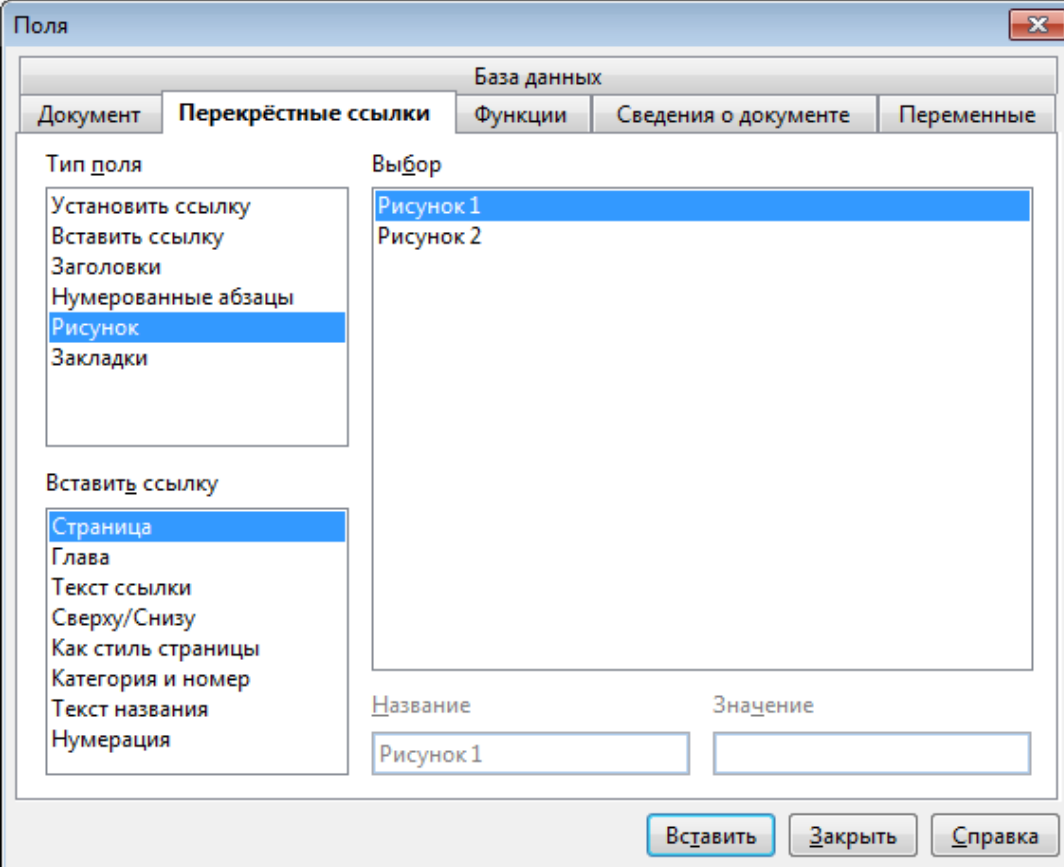 Поля
База данных
Документ Перекрёстные ссылки Функции Сведения о документе Переменные
Тип поля
Установить ссылку
Вставить ссылку
Заголовки
Нумерованные абзацы
Рисунок
Закладки
Вставить ссылку
Страница
Глава
Текст ссылки
Сверху/Снизу
Как стиль страницы
Категория и номер
Текст названия
Нумерация
Выбор
Рисунок 1
Рисунок 2
Название Значение
Рисунок 1
Вставить Закрыть Справка